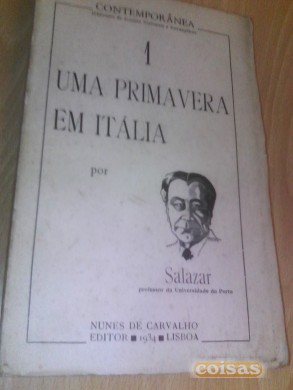 CONTEMPORÂNEA
1
UMA PRIMAVERA
EM ITÁLIA
por
Salazar
professor da Universidade do Porto
NUNES DE CARVALHO
EDITOR ■ 1934 ■ LISBOA
coisas